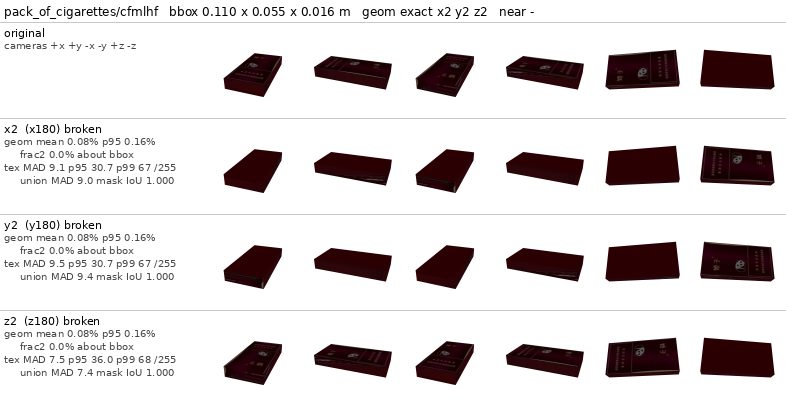 pack_of_cigarettes/cfmlhf bbox 0.110 x 0.055 x 0.016 m geom exact x2 y2 z2 near -
original
cameras +x +y -x -y +z -z
x2 (x180) broken
geom mean 0.08% p95 0.16%
frac2 0.0% about bbox
tex MAD 9.1 p95 30.7 p99 67 /255
union MAD 9.0 mask IoU 1.000
y2 (y180) broken
geom mean 0.08% p95 0.16%
frac2 0.0% about bbox
tex MAD 9.5 p95 30.7 p99 67 /255
union MAD 9.4 mask IoU 1.000
z2 (z180) broken
geom mean 0.08% p95 0.16%
frac2 0.0% about bbox
tex MAD 7.5 p95 36.0 p99 68 /255
union MAD 7.4 mask IoU 1.000